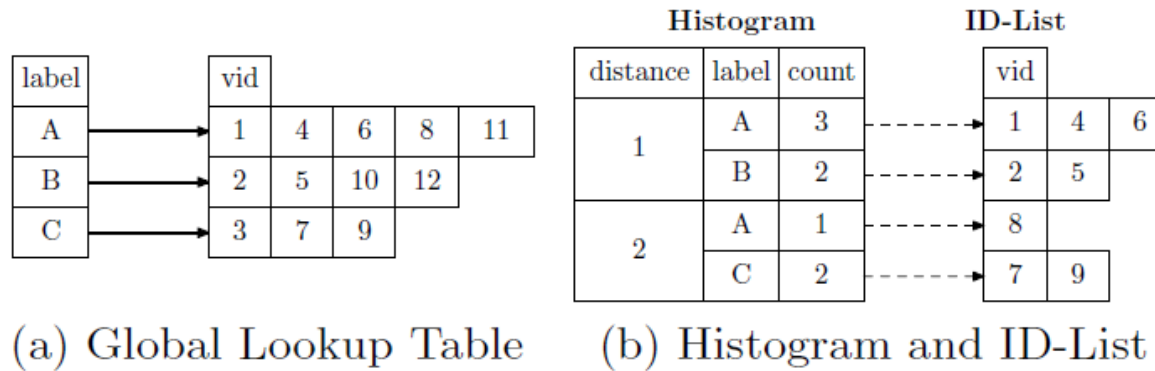 Histogram ID-List
label vid
distance label count vid
A 1 4 6 8 11
1 A 3 1 4 6
B 2 5 10 12
B 2 2 5
C 3 7 9
2 A 1 8
C 2 7 9
(a) Global Lookup Table
(b) Histogram and ID-List